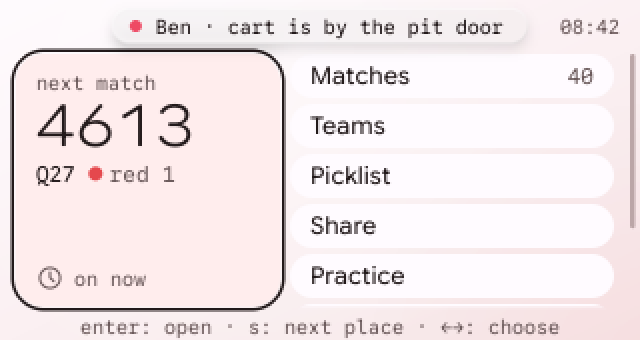 Ben · cart is by the pit door
08:42
next match
4613
Q27 red 1
on now
Matches 40
Teams
Picklist
Share
Practice
enter: open · s: next place · ↔: choose